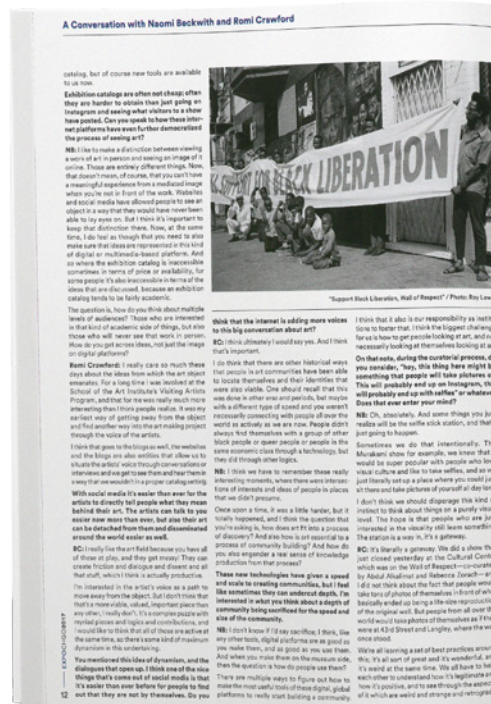 A Conversation with Naomi Beckwith and Romi Crawford
catalog, but of course new tools are available
to us now.
Exhibition catalogs are often not cheap; often
they are harder to obtain than just going on
Instagram and seeing what visitors to a show
have posted. Can you speak to how these inter-
net platforms have even further democratized
the process of seeing art?
NB: I like to make a distinction between viewing
a work of art in person and seeing an image of it
online. Those are entirely different things. Now,
that doesn't mean, of course, that you can't have
a meaningful experience from a mediated image
when you're not in front of the work. Websites
and social media have allowed people to see an
object in a way that they would have never been
able to lay eyes on. But I think it's important to
keep that distinction there. Now, at the same
time, I do feel as though that you need to also
make sure that ideas are represented in this kind
of digital or multimedia-based platform. And
so where the exhibition catalog is inaccessible
sometimes in terms of price or availability, for
some people it's also inaccessible in terms of the
ideas that are discussed, because an exhibition
catalog tends to be fairly academic.
The question is, how do you think about multiple
levels of audiences? Those who are interested
in that kind of academic side of things, but also
those who will never see that work in person.
How do you get across ideas, not just the image
on digital platforms?
Romi Crawford: I really care so much these
days about the ideas from which the art object
emanates. For a long time I was involved at the
School of the Art Institute's Visiting Artists
Program, and that for me was really much more
interesting than I think people realize. It was my
earliest way of getting away from the object
and find another way into the art making project
through the voice of the artists.
I think that goes to the blogs as well, the websites
and the blogs are also entities that allow us to
situate the artists' voice through conversations or
interviews and we get to see them and hear them in
a way that we wouldn't in a proper catalog setting.
With social media it's easier than ever for the
artists to directly tell people what they mean
behind their work. The artists can talk to you
easier now more than ever, but also their art
can be detached from them and disseminated
around the world easier as well.
RC: I really like the art field because you have all
of those at play, and they get messy! They can
create friction and dialogue and dissent and all
that stuff, which I think is actually productive.
I'm interested in the artist's voice as a path to
move away from the object. But I don't think that
that's a more viable, valued, important piece than
any other, I really don't. It's a complex puzzle with
myriad pieces and logics and contributions, and
I would like to think that all of those are active at
the same time, so there's some kind of maximum
dynamism in this undertaking.
You mentioned this idea of dynamism, and the
dialogues that open up. I think one of the nice
things that's come out of social media is that
it's easier than ever before for people to find
out that they are not by themselves. Do you
SUPPORT FOR BLACK LIBERATION
"Support Black Liberation, Wall of Respect" / Photo: Roy Lew
think that the internet is adding more voices
to this big conversation about art?
RC: I think ultimately I would say yes. And I think
that's important.
I do think that there are other historical ways
that people in art communities have been able
to locate themselves and their identities that
were also viable. One should recall that this
was done in other eras and periods, but maybe
with a different type of speed and you weren't
necessarily connecting with people all over the
world as actively as we are now. People didn't
always find themselves with a group of other
black people or queer people or people in the
same economic class through a technology, but
they did through other logics.
NB: I think we have to remember these really
interesting moments, where there were intersec-
tions of interests and ideas of people in places
that we didn't presume.
Once upon a time, it was a little harder, but it
totally happened, and I think the question that
you're asking is, how does art fit into a process
of discovery? And also how is art essential to a
process of community building? And how do
you also engender a real sense of knowledge
production from that process?
These new technologies have given a speed
and scale to creating communities, but I feel
like sometimes they can undercut depth. I'm
interested in what you think about a depth of
community being sacrificed for the speed and
size of the community.
NB: I don't know if I'd say sacrifice; I think, like
any other tools, digital platforms are as good as
you make them, and as good as you use them.
And when you make them on the museum side,
then the question is how do people use them?
There are multiple ways to figure out how to
make the most useful tools of these digital, global
platforms to really start building a community.
I think that it also is our responsibility as insti
tions to foster that. I think the biggest challeng
for us is how to get people looking at art, and n
necessarily looking at themselves looking at a
On that note, during the curatorial process, d
you consider, 'hey, this thing here might b
something that people will take pictures o
This will probably end up on Instagram, th
will probably end up with selfies' or whateve
Does that ever enter your mind?
NB: Oh, absolutely. And some things you jus
realize will be the selfie stick station, and that
just going to happen.
Sometimes we do that intentionally. Th
Murakami show for example, we knew that
would be super popular with people who lov
visual culture and like to take selfies, and so w
just literally set up a place where you could ju
sit there and take pictures of yourself all day lon
I don't think we should disparage this kind
instinct to think about things on a purely visua
level. The hope is that people who are ju
interested in the visuality still learn somethin
The station is a way in, it's a gateway.
RC: It's literally a gateway. We did a show th
just closed yesterday at the Cultural Cente
which was on the Wall of Respect—co-curate
by Abdul Alkalimat and Rebecca Zorach—a
I did not think about the fact that people wou
take tons of photos of themselves in front of wh
basically ended up being a life-size reproductio
of the original wall. But people from all over th
world would take photos of themselves as if the
were at 43rd Street and Langley, where the wa
once stood.
We're all learning a set of best practices aroun
this; it's all sort of great and it's wonderful, an
it's weird at the same time. We all have to hel
each other to understand how it's legitimate an
how it's positive, and to see through the aspect
of it which are weird and strange and retrogra
12